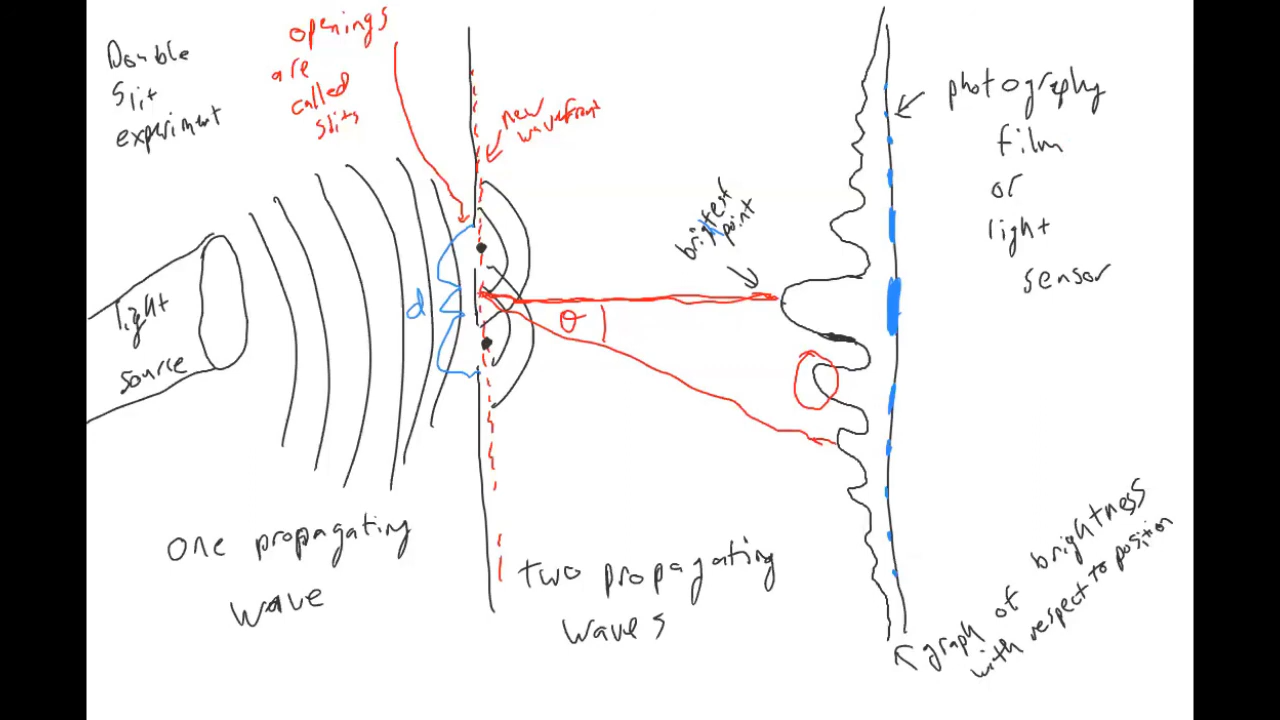 Double
Slit
experiment
openings
are
called
slits
new
wavefront
photography
film
or
light
sensor
brightest
point
light
source
d
θ
one propagating
wave
two propagating
waves
graph of brightness
with respect to position